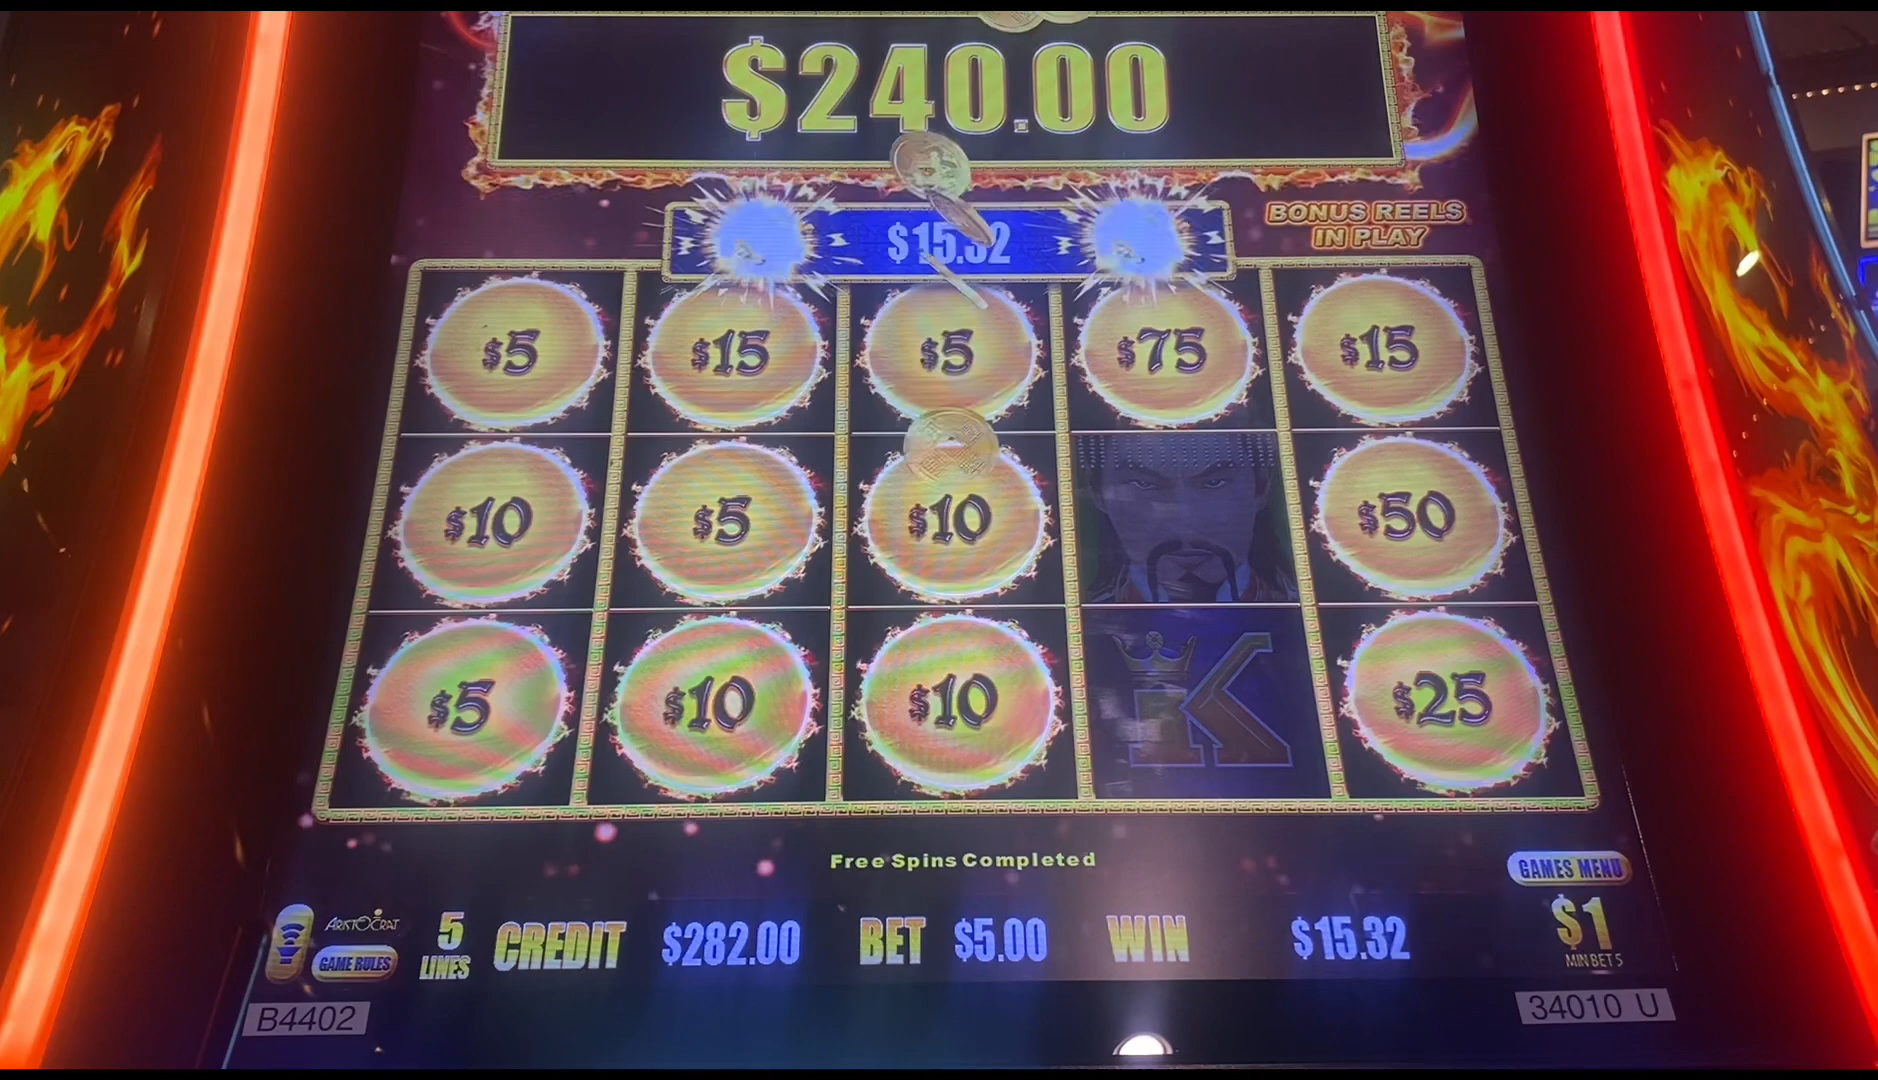 $240.00
$15.32
BONUS REELS
IN PLAY
$5 $15 $5 $75 $15
$10 $5 $10 $50
$5 $10 $10 K $25
Free Spins Completed
GAMES MENU
ARISTOCRAT
GAME RULES
5
LINES
CREDIT $282.00 BET $5.00 WIN $15.32
$1
MIN BET 5
B4402
34010 U